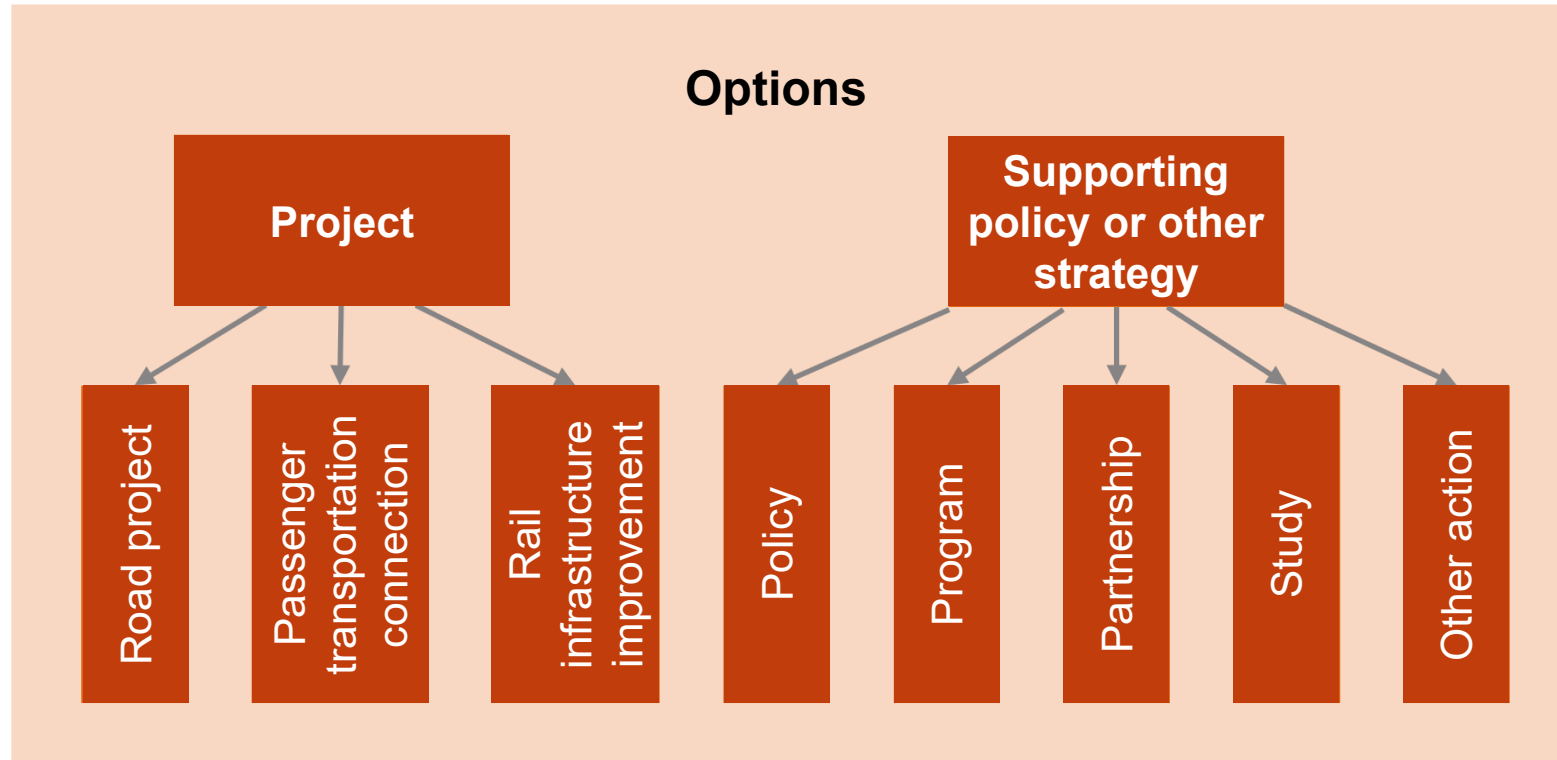 Options
Project
Supporting
policy or other
strategy
Road project
Passenger
transportation
connection
Rail
infrastructure
improvement
Policy
Program
Partnership
Study
Other action